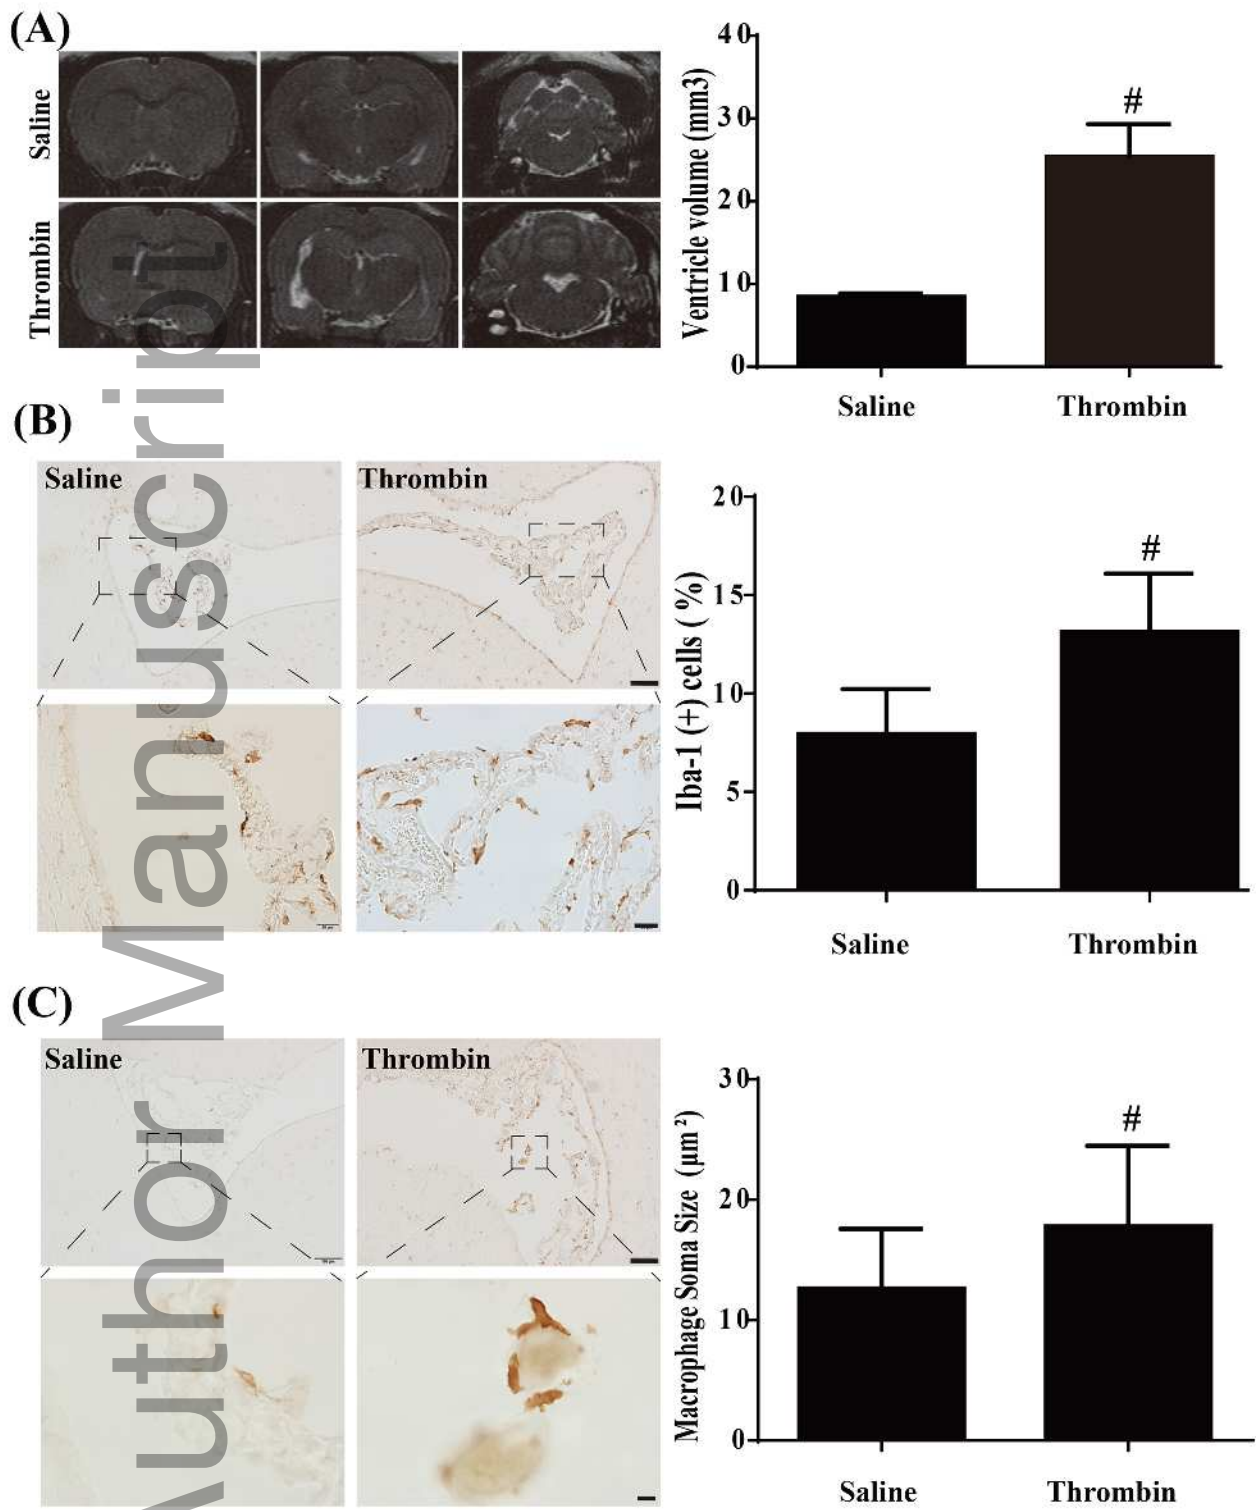 (A)
Saline
Thrombin
Ventricle volume (mm3)
40
30
20
10
0
#
Saline
Thrombin
(B)
Saline
Thrombin
Iba-1 (+) cells ( %)
20
15
10
5
0
#
Saline
Thrombin
(C)
Saline
Thrombin
Macrophage Soma Size (μm²)
30
20
10
0
#
Saline
Thrombin
Author Manuscript